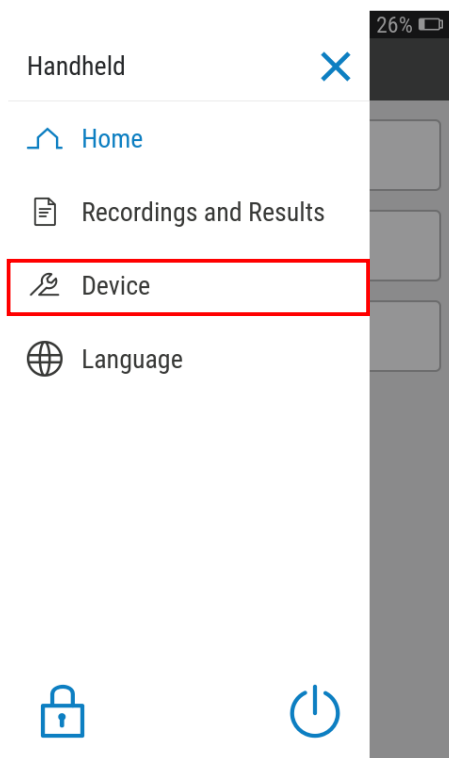 26%
Handheld
Home
Recordings and Results
Device
Language